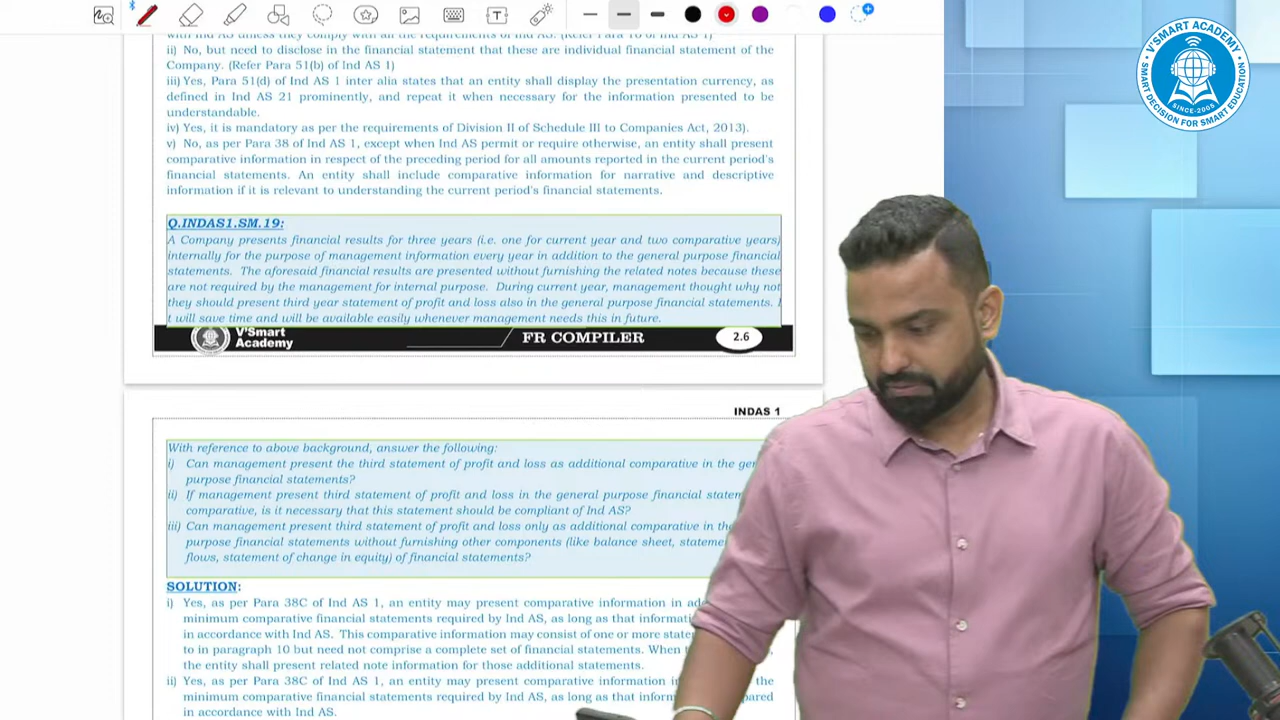 with Ind AS unless they comply with all the requirements of Ind AS. (Refer Para 16 of Ind AS 1)
ii) No, but need to disclose in the financial statement that these are individual financial statement of the
Company. (Refer Para 51(b) of Ind AS 1)
iii) Yes, Para 51(d) of Ind AS 1 inter alia states that an entity shall display the presentation currency, as
defined in Ind AS 21 prominently, and repeat it when necessary for the information presented to be
understandable.
iv) Yes, it is mandatory as per the requirements of Division II of Schedule III to Companies Act, 2013).
v) No, as per Para 38 of Ind AS 1, except when Ind AS permit or require otherwise, an entity shall present
comparative information in respect of the preceding period for all amounts reported in the current period's
financial statements. An entity shall include comparative information for narrative and descriptive
information if it is relevant to understanding the current period's financial statements.
Q.INDAS1.SM.19:
A Company presents financial results for three years (i.e. one for current year and two comparative years)
internally for the purpose of management information every year in addition to the general purpose financial
statements. The aforesaid financial results are presented without furnishing the related notes because these
are not required by the management for internal purpose. During current year, management thought why not
they should present third year statement of profit and loss also in the general purpose financial statements. I
t will save time and will be available easily whenever management needs this in future.
V'Smart
Academy
FR COMPILER
2.6
INDAS 1
With reference to above background, answer the following:
i) Can management present the third statement of profit and loss as additional comparative in the
purpose financial statements?
ii) If management present third statement of profit and loss in the general purpose financial
comparative, is it necessary that this statement should be compliant of Ind AS?
iii) Can management present third statement of profit and loss only as additional comparative in the
purpose financial statements without furnishing other components (like balance sheet,
flows, statement of change in equity) of financial statements?
SOLUTION:
i) Yes, as per Para 38C of Ind AS 1, an entity may present comparative information in
minimum comparative financial statements required by Ind AS, as long as that
in accordance with Ind AS. This comparative information may consist of one or more
to in paragraph 10 but need not comprise a complete set of financial statements. When
the entity shall present related note information for those additional statements.
ii) Yes, as per Para 38C of Ind AS 1, an entity may present comparative information the
minimum comparative financial statements required by Ind AS, as long as that
in accordance with Ind AS.
V'SMART ACADEMY
SINCE-2005
SMART DECISION FOR SMART EDUCATION